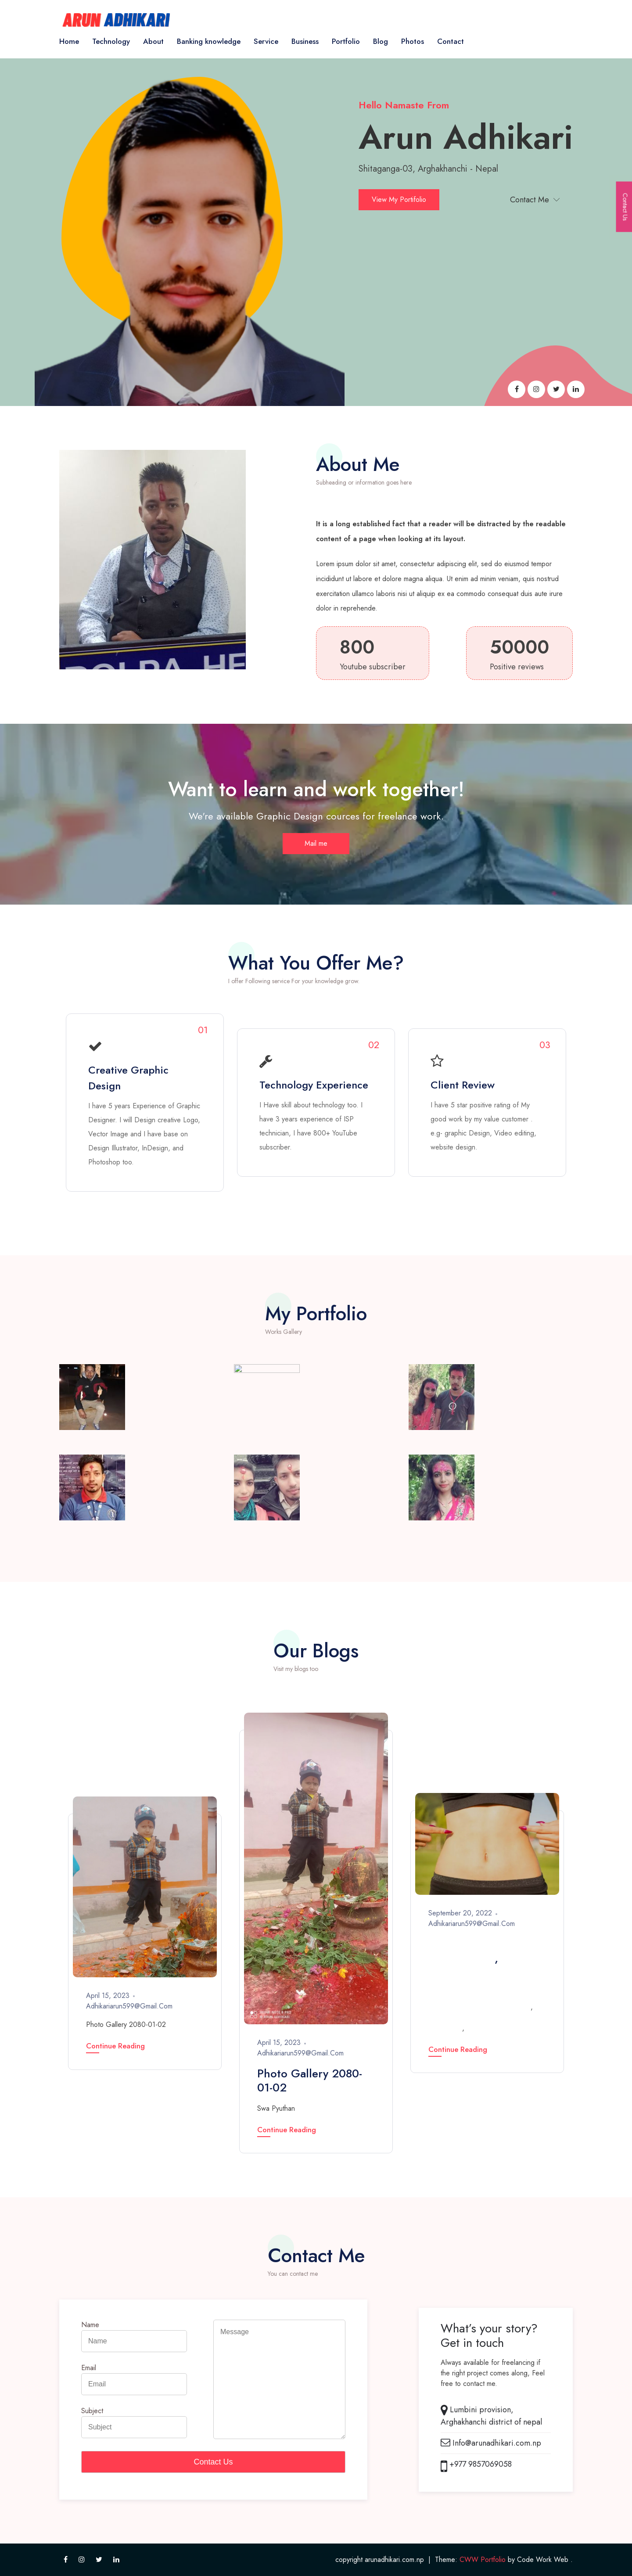 ARUN ADHIKARI
Home Technology About Banking knowledge Service Business Portfolio Blog Photos Contact
Hello Namaste From
Arun Adhikari
Shitaganga-03, Arghakhanchi - Nepal
View My Portifolio
Contact Me
Contact Us
About Me
Subheading or information goes here
It is a long established fact that a reader will be distracted by the readable
content of a page when looking at its layout.
Lorem ipsum dolor sit amet, consectetur adipiscing elit, sed do eiusmod tempor
incididunt ut labore et dolore magna aliqua. Ut enim ad minim veniam, quis nostrud
exercitation ullamco laboris nisi ut aliquip ex ea commodo consequat duis aute irure
dolor in reprehende.
800
Youtube subscriber
50000
Positive reviews
Want to learn and work together!
We're available Graphic Design cources for freelance work.
Mail me
What You Offer Me?
I offer Following service For your knowledge grow
01
Creative Graphic
Design
I have 5 years Experience of Graphic
Designer. I will Design creative Logo,
Vector Image and I have base on
Design Illustrator, InDesign, and
Photoshop too.
02
Technology Experience
I Have skill about technology too. I
have 3 years experience of ISP
technician, I have 800+ YouTube
subscriber.
03
Client Review
I have 5 star positive rating of My
good work by my value customer .
e.g- graphic Design, Video editing,
website design.
My Portfolio
Works Gallery
Our Blogs
Visit my blogs too
April 15, 2023 -
Adhikariarun599@Gmail.Com
Photo Gallery 2080-01-02
Continue Reading
April 15, 2023 -
Adhikariarun599@Gmail.Com
Photo Gallery 2080-
01-02
Swa Pyuthan
Continue Reading
September 20, 2022 -
Adhikariarun599@Gmail.Com
,
,
,
Continue Reading
Contact Me
You can contact me
Name
Name
Email
Email
Subject
Subject
Message
Contact Us
What's your story?
Get in touch
Always available for freelancing if
the right project comes along, Feel
free to contact me.
Lumbini provision,
Arghakhanchi district of nepal
Info@arunadhikari.com.np
+977 9857069058
copyright arunadhikari.com.np | Theme: CWW Portfolio by Code Work Web .